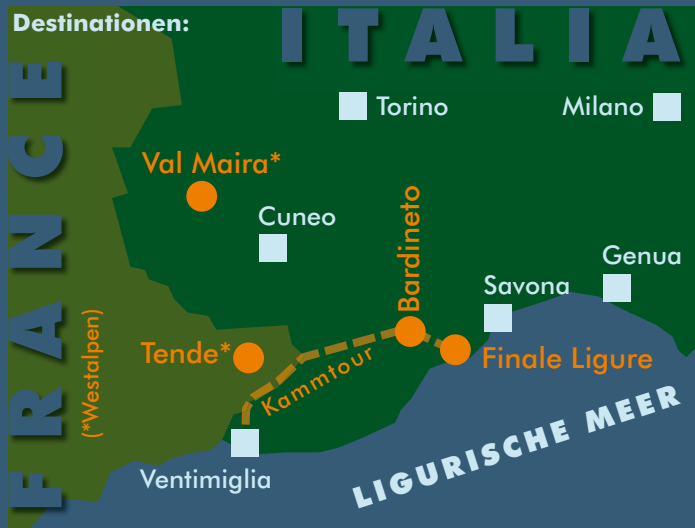 Destinationen:
ITALIA
FRANCE
Torino
Milano
Val Maira*
Cuneo
Bardineto
Genua
Savona
(*Westalpen)
Tende*
Kammtour
Finale Ligure
Ventimiglia
LIGURISCHE MEER